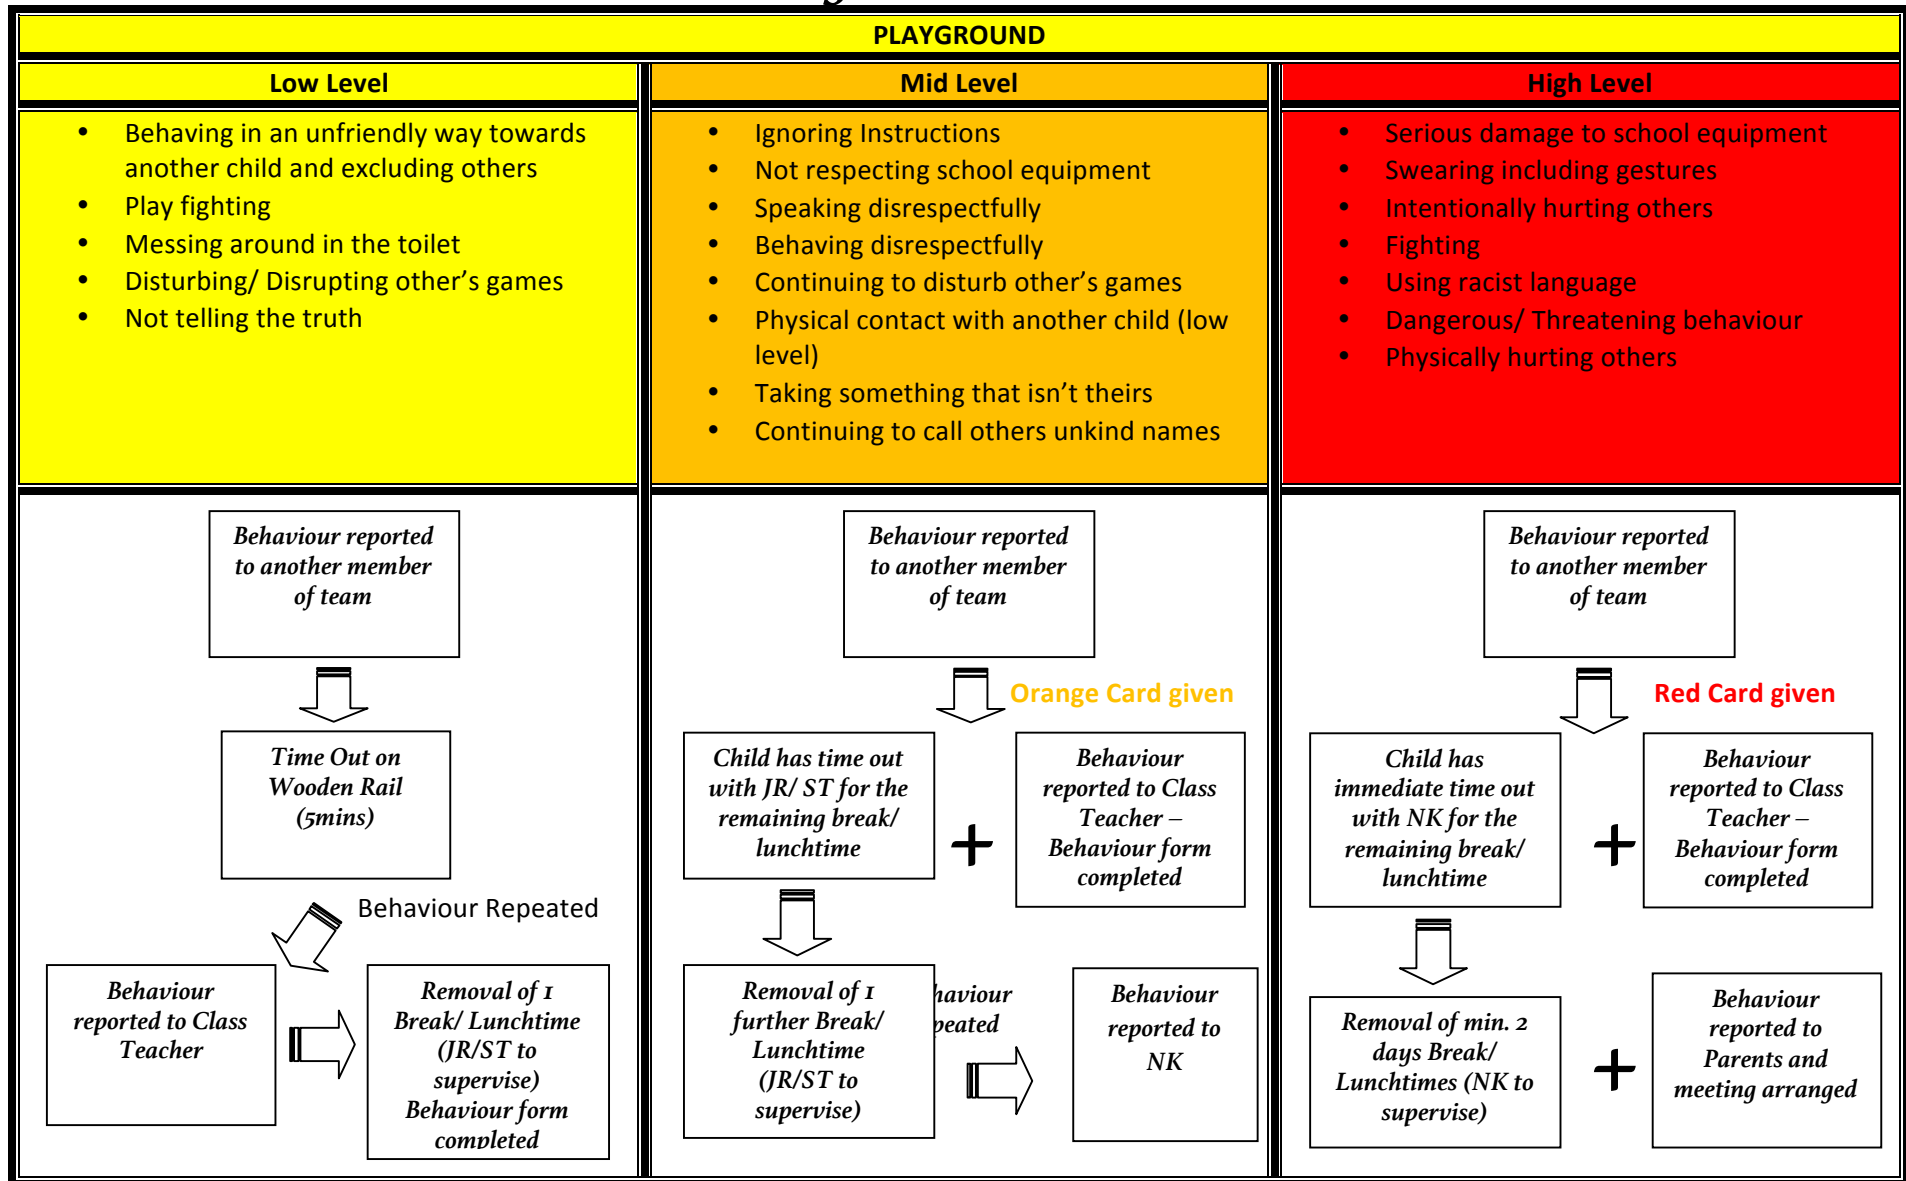 PLAYGROUND
Low Level
• Behaving in an unfriendly way towards
another child and excluding others
• Play fighting
• Messing around in the toilet
• Disturbing/ Disrupting other's games
• Not telling the truth
Mid Level
• Ignoring Instructions
• Not respecting school equipment
• Speaking disrespectfully
• Behaving disrespectfully
• Continuing to disturb other's games
• Physical contact with another child (low
level)
• Taking something that isn't theirs
• Continuing to call others unkind names
High Level
• Serious damage to school equipment
• Swearing including gestures
• Intentionally hurting others
• Fighting
• Using racist language
• Dangerous/ Threatening behaviour
• Physically hurting others
Behaviour reported
to another member
of team
Time Out on
Wooden Rail
(5mins)
Behaviour Repeated
Behaviour
reported to Class
Teacher
Removal of 1
Break/ Lunchtime
(JR/ST to
supervise)
Behaviour form
completed
Behaviour reported
to another member
of team
Orange Card given
Child has time out
with JR/ ST for the
remaining break/
lunchtime
+
Behaviour
reported to Class
Teacher –
Behaviour form
completed
Removal of 1
further Break/
Lunchtime
(JR/ST to
supervise)
haviour
peated
Behaviour
reported to
NK
Behaviour reported
to another member
of team
Red Card given
Child has
immediate time out
with NK for the
remaining break/
lunchtime
+
Behaviour
reported to Class
Teacher –
Behaviour form
completed
Removal of min. 2
days Break/
Lunchtimes (NK to
supervise)
+
Behaviour
reported to
Parents and
meeting arranged